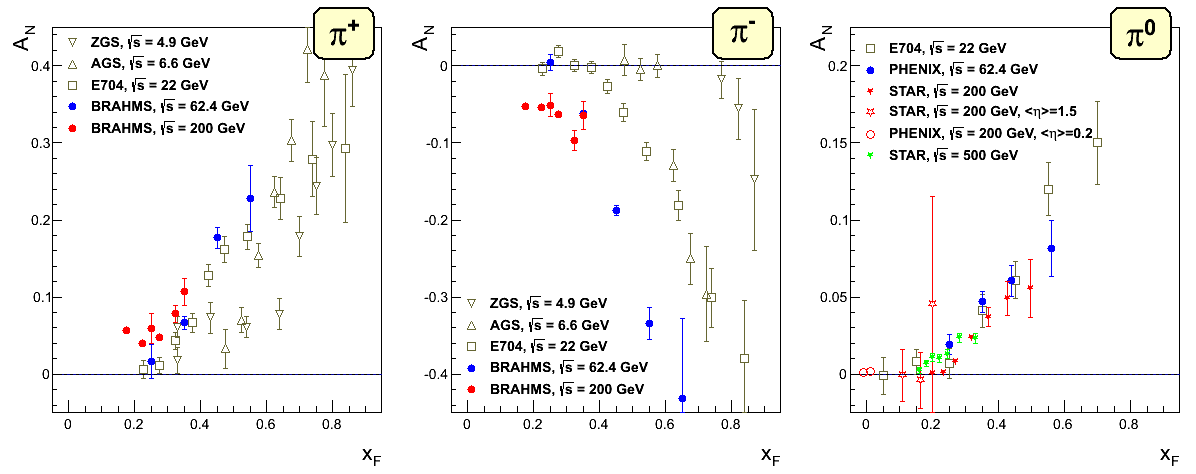 A_N
π⁺
ZGS, √s = 4.9 GeV
AGS, √s = 6.6 GeV
E704, √s = 22 GeV
BRAHMS, √s = 62.4 GeV
BRAHMS, √s = 200 GeV
0.4
0.3
0.2
0.1
0
0 0.2 0.4 0.6 0.8
x_F
A_N
π⁻
0
-0.1
-0.2
-0.3
-0.4
ZGS, √s = 4.9 GeV
AGS, √s = 6.6 GeV
E704, √s = 22 GeV
BRAHMS, √s = 62.4 GeV
BRAHMS, √s = 200 GeV
0 0.2 0.4 0.6 0.8
x_F
A_N
π⁰
E704, √s = 22 GeV
PHENIX, √s = 62.4 GeV
STAR, √s = 200 GeV
STAR, √s = 200 GeV, <η>=1.5
PHENIX, √s = 200 GeV, <η>=0.2
STAR, √s = 500 GeV
0.2
0.15
0.1
0.05
0
0 0.2 0.4 0.6 0.8
x_F